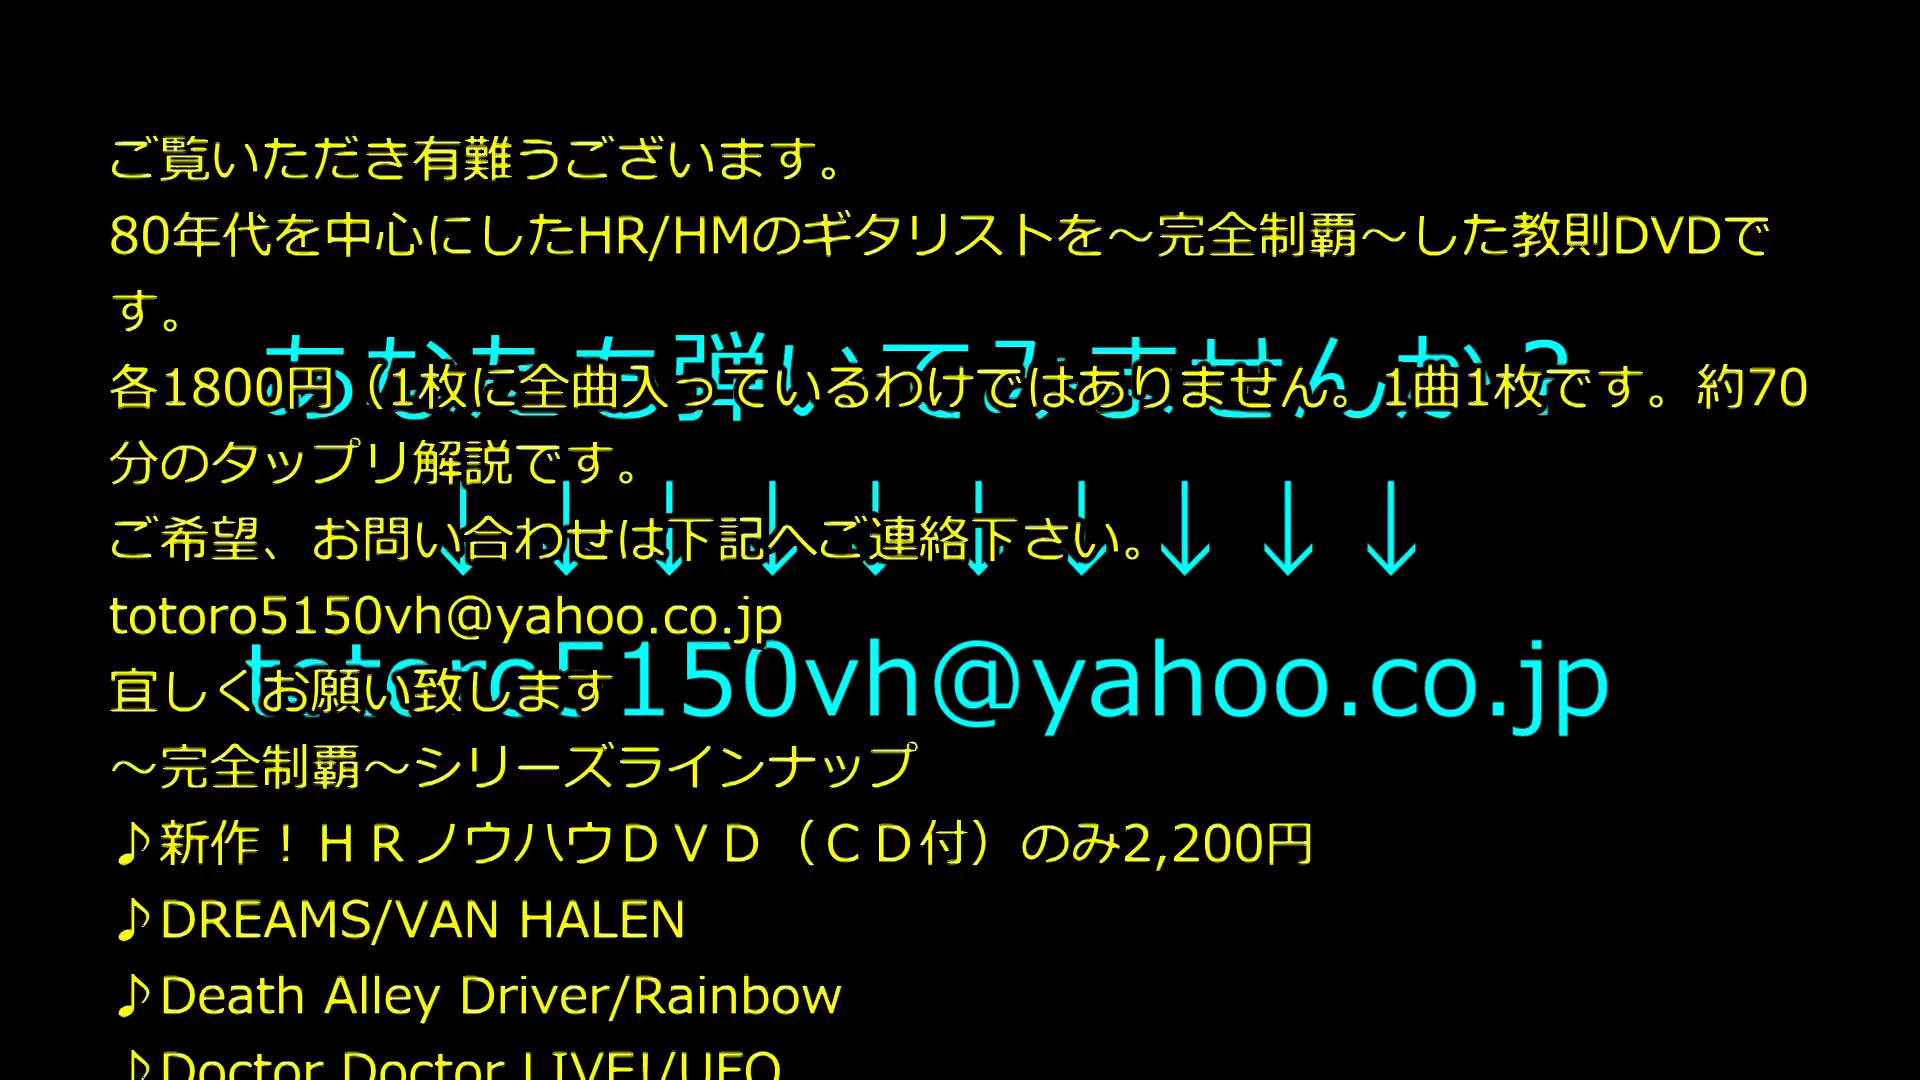 ご覧いただき有難うございます。
80年代を中心にしたHR/HMのギタリストを～完全制覇～した教則DVDで
す。
あなたも弾いてみませんか？
各1800円（1枚に全曲入っているわけではありません。1曲1枚です。約70
分のタップリ解説です。
↓↓↓↓↓↓↓↓↓↓
ご希望、お問い合わせは下記へご連絡下さい。
totoro5150vh@yahoo.co.jp
totoro5150vh@yahoo.co.jp
宜しくお願い致します
～完全制覇～シリーズラインナップ
♪新作！ＨＲノウハウＤＶＤ（ＣＤ付）のみ2,200円
♪DREAMS/VAN HALEN
♪Death Alley Driver/Rainbow
♪Doctor Doctor LIVE!/UFO